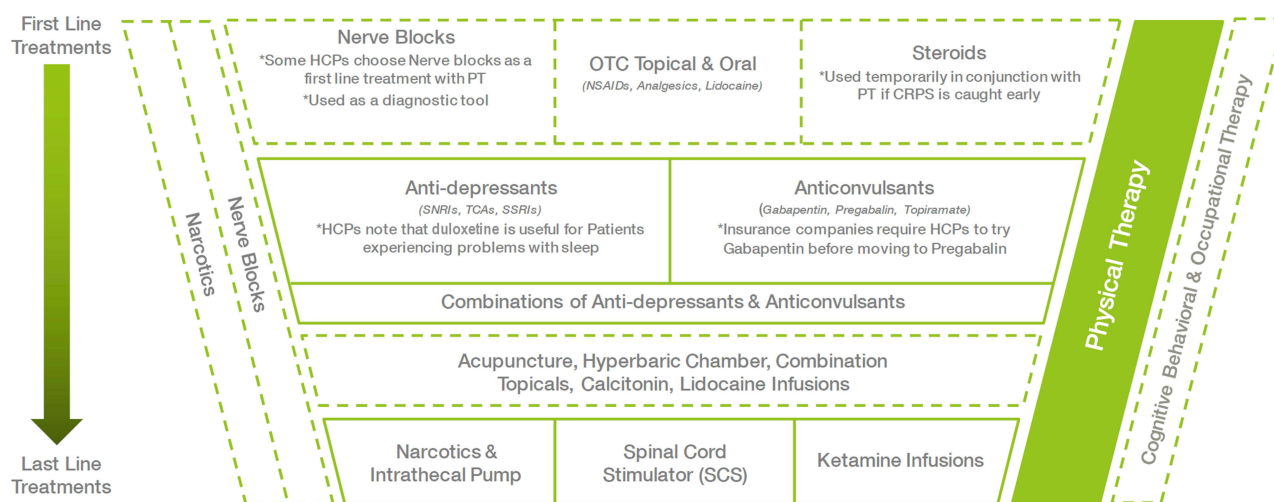 First Line
Treatments
Nerve Blocks
*Some HCPs choose Nerve blocks as a
first line treatment with PT
*Used as a diagnostic tool
OTC Topical & Oral
(NSAIDs, Analgesics, Lidocaine)
Steroids
*Used temporarily in conjunction with
PT if CRPS is caught early
Anti-depressants
(SNRIs, TCAs, SSRIs)
*HCPs note that duloxetine is useful for Patients
experiencing problems with sleep
Anticonvulsants
(Gabapentin, Pregabalin, Topiramate)
*Insurance companies require HCPs to try
Gabapentin before moving to Pregabalin
Combinations of Anti-depressants & Anticonvulsants
Acupuncture, Hyperbaric Chamber, Combination
Topicals, Calcitonin, Lidocaine Infusions
Narcotics &
Intrathecal Pump
Spinal Cord
Stimulator (SCS)
Ketamine Infusions
Last Line
Treatments
Narcotics
Nerve Blocks
Physical Therapy
Cognitive Behavioral & Occupational Therapy